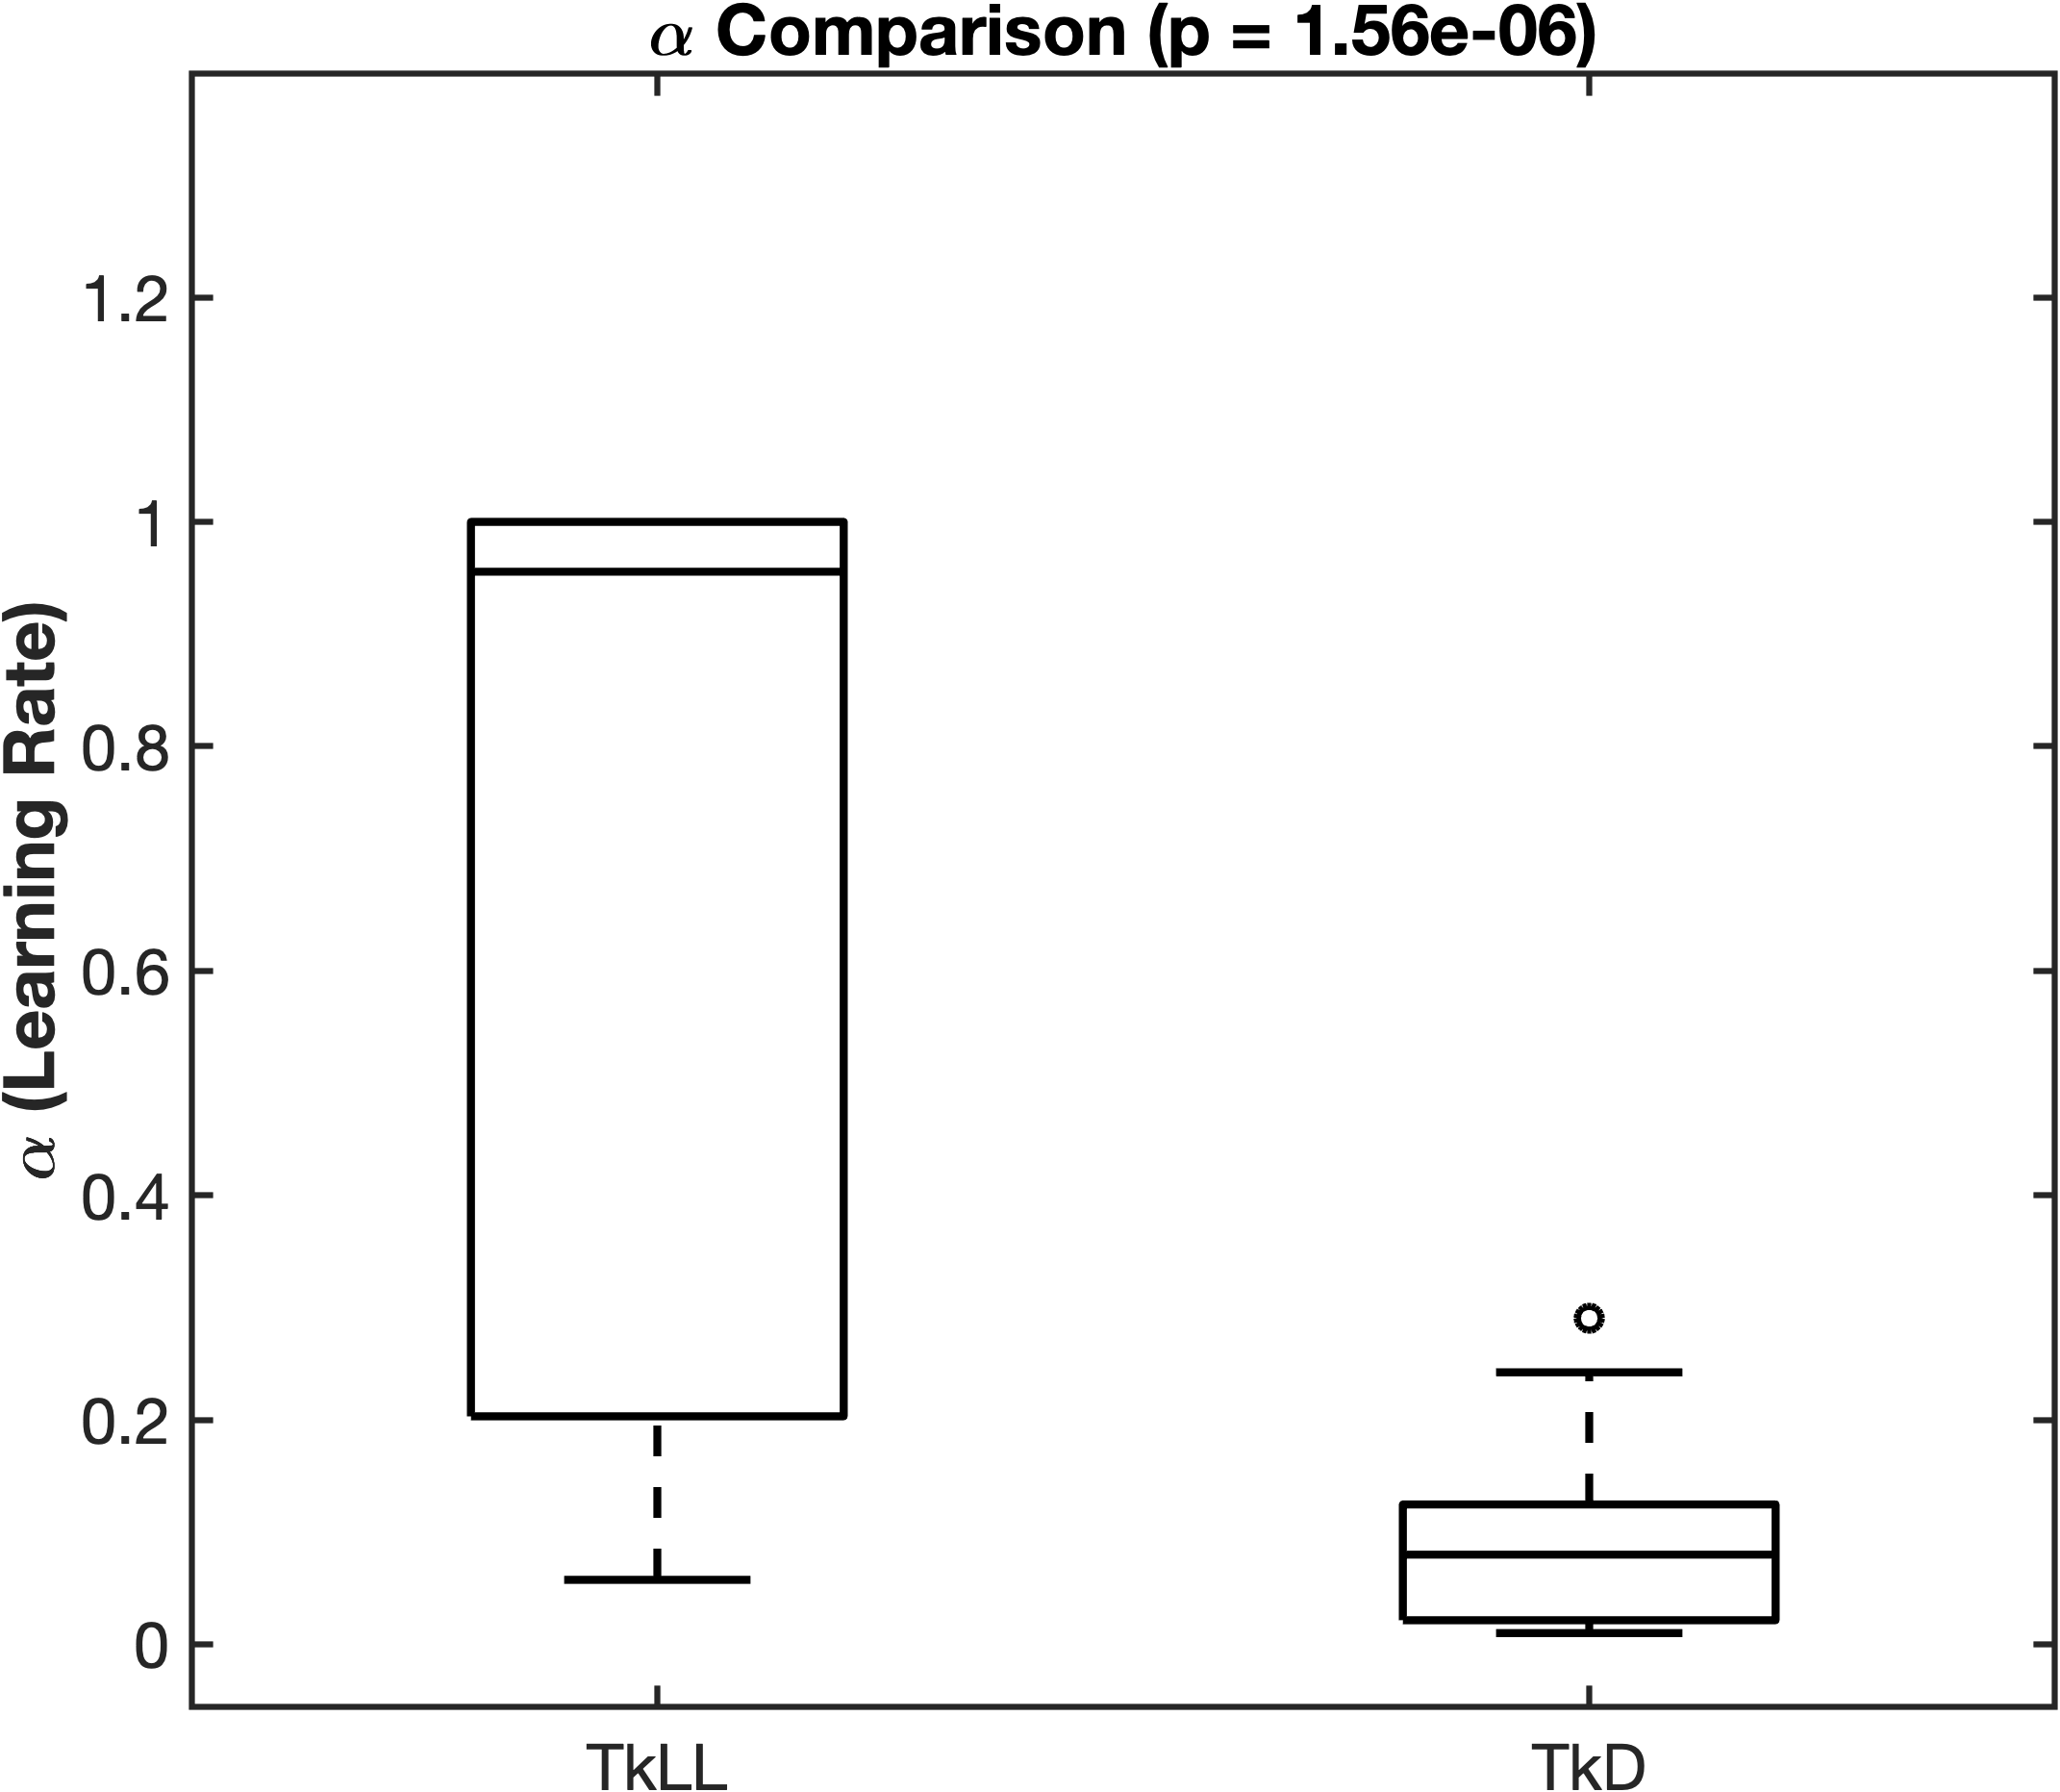 α Comparison (p = 1.56e-06)
α (Learning Rate)
1.2
1
0.8
0.6
0.4
0.2
0
TkLL
TkD